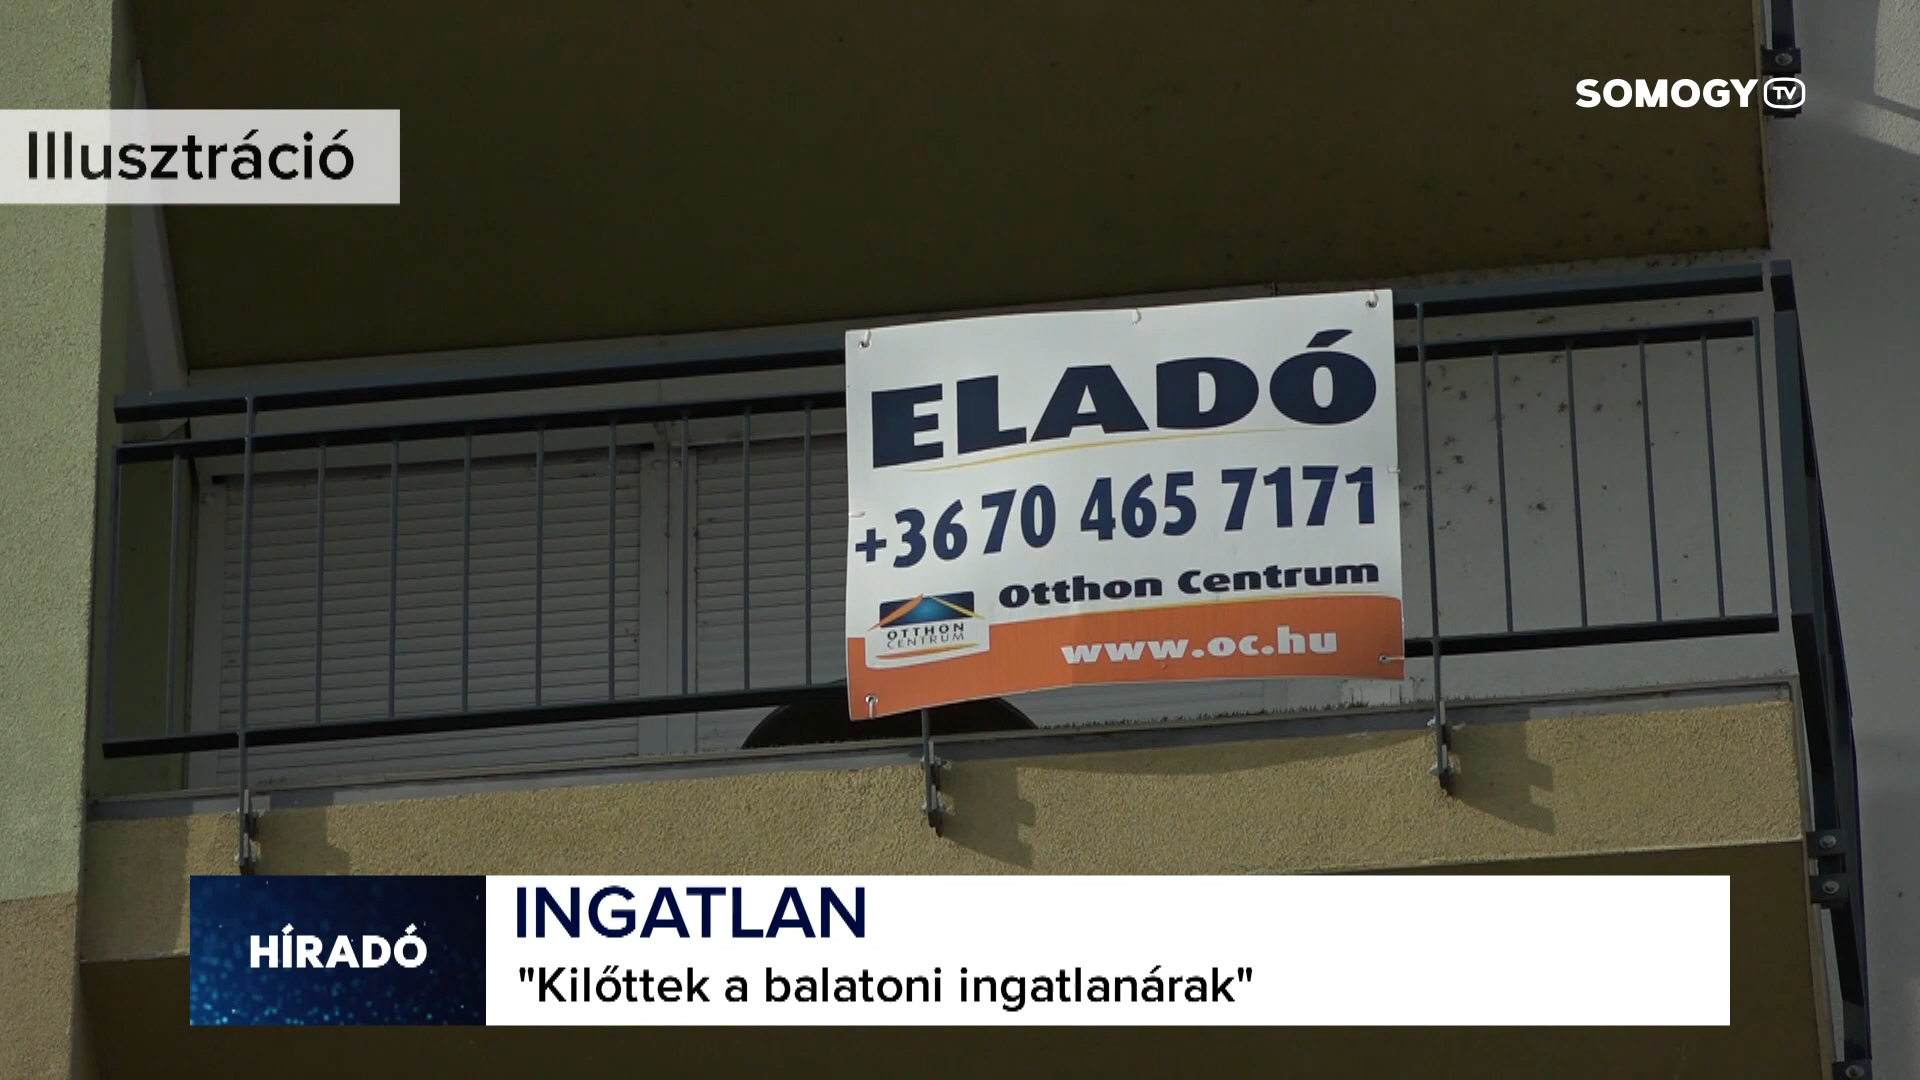 SOMOGY TV
Illusztráció
ELADÓ
+36 70 465 7171
Otthon Centrum
OTTHON
CENTRUM
www.oc.hu
HÍRADÓ
INGATLAN
"Kilőttek a balatoni ingatlanárak"